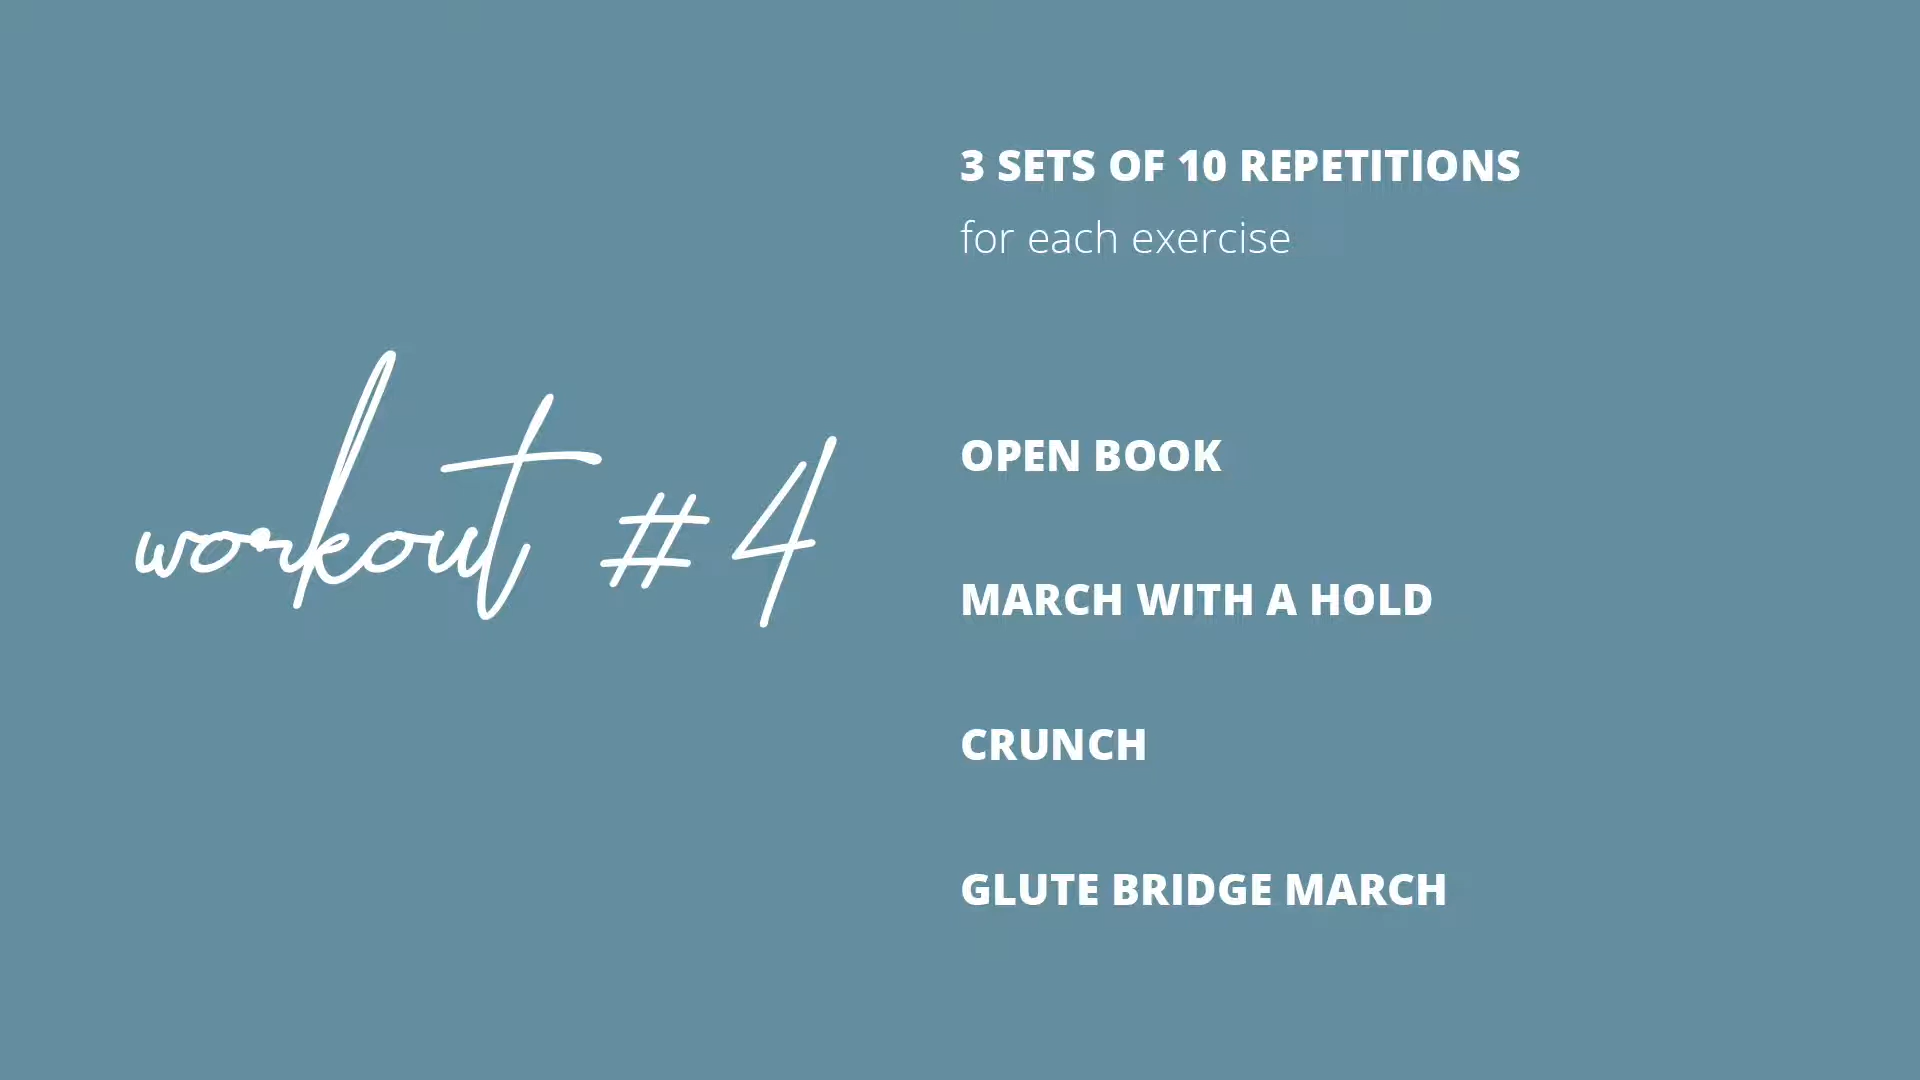 workout #4
3 SETS OF 10 REPETITIONS
for each exercise
OPEN BOOK
MARCH WITH A HOLD
CRUNCH
GLUTE BRIDGE MARCH